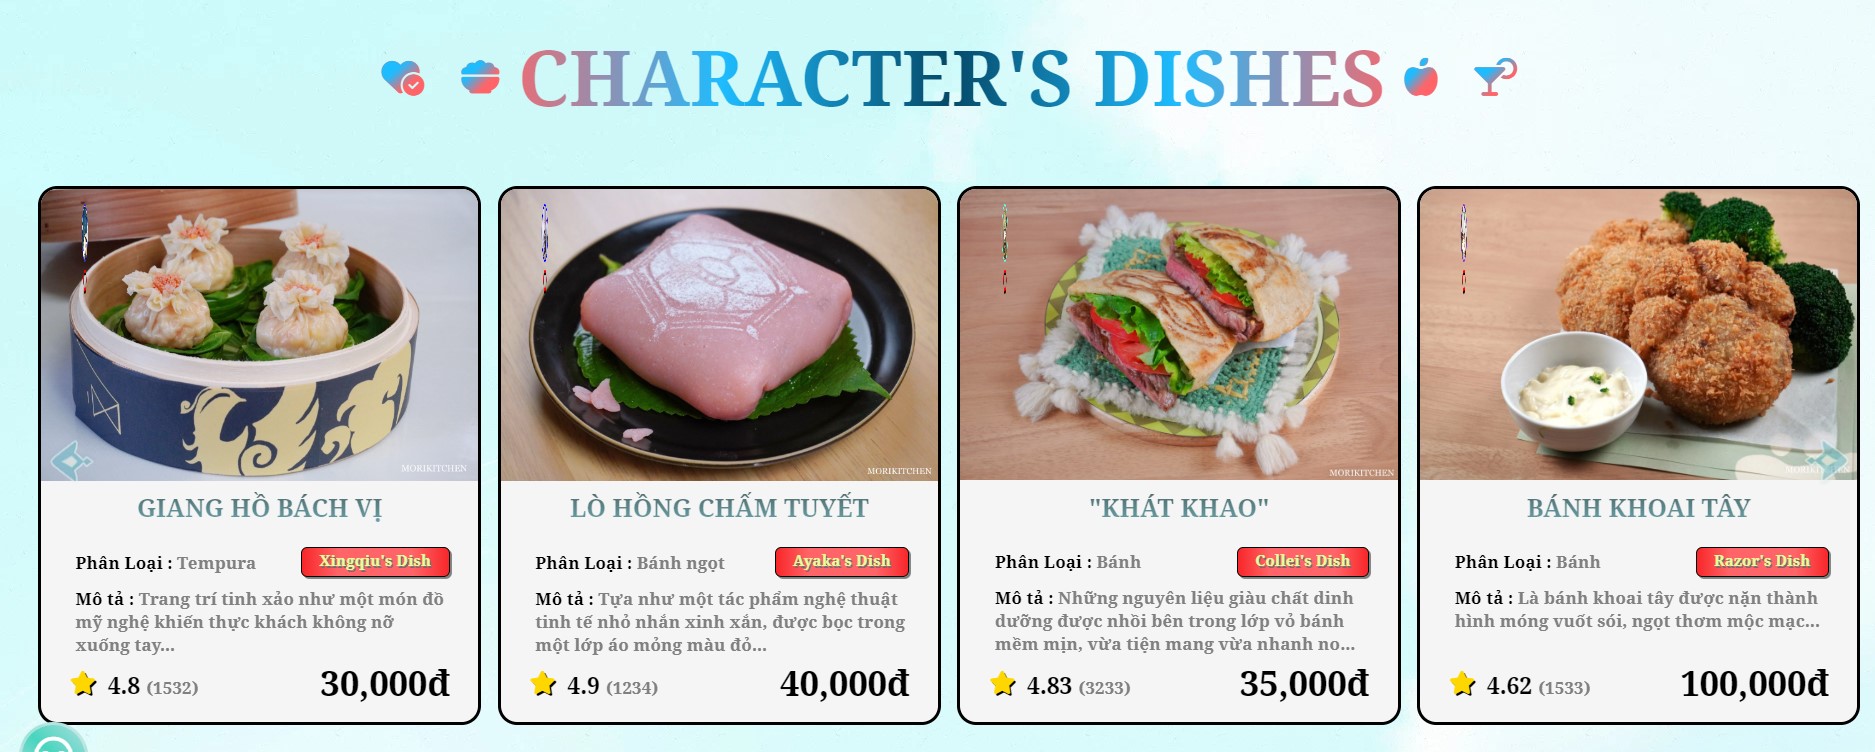 CHARACTER'S DISHES
MORIKITCHEN
GIANG HỒ BÁCH VỊ
Phân Loại : Tempura
Xingqiu's Dish
Mô tả : Trang trí tinh xảo như một món đồ
mỹ nghệ khiến thực khách không nỡ
xuống tay...
4.8 (1532)
30,000đ
MORIKITCHEN
LÒ HỒNG CHẤM TUYẾT
Phân Loại : Bánh ngọt
Ayaka's Dish
Mô tả : Tựa như một tác phẩm nghệ thuật
tinh tế nhỏ nhắn xinh xắn, được bọc trong
một lớp áo mỏng màu đỏ...
4.9 (1234)
40,000đ
MORIKITCHEN
"KHÁT KHAO"
Phân Loại : Bánh
Collei's Dish
Mô tả : Những nguyên liệu giàu chất dinh
dưỡng được nhồi bên trong lớp vỏ bánh
mềm mịn, vừa tiện mang vừa nhanh no...
4.83 (3233)
35,000đ
MORIKITCHEN
BÁNH KHOAI TÂY
Phân Loại : Bánh
Razor's Dish
Mô tả : Là bánh khoai tây được nặn thành
hình móng vuốt sói, ngọt thơm mộc mạc...
4.62 (1533)
100,000đ